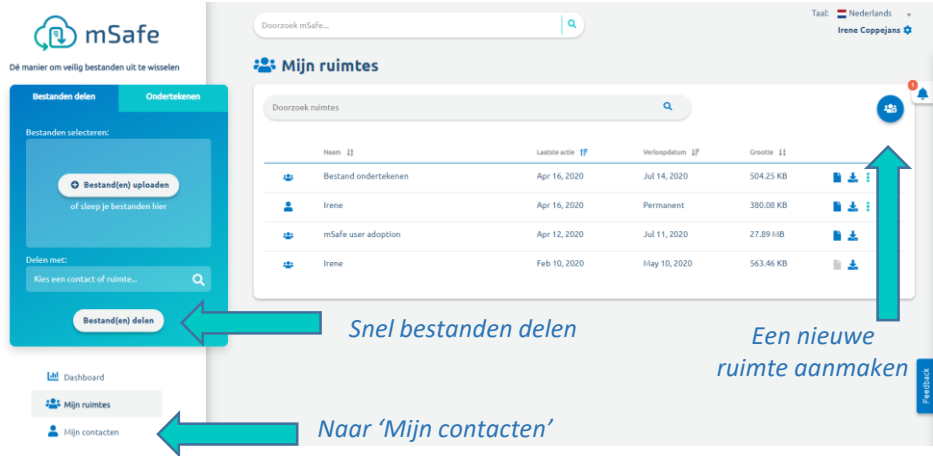 mSafe
Dé manier om veilig bestanden uit te wisselen
Bestanden delen
Ondertekenen
Bestanden selecteren:
Bestand(en) uploaden
of sleep je bestanden hier
Delen met:
Kies een contact of ruimte...
Bestand(en) delen
Dashboard
Mijn ruimtes
Mijn contacten
Doorzoek mSafe...
Taal: Nederlands
Irene Coppejans
Mijn ruimtes
1
Doorzoek ruimtes
Naam Laatste actie Verloopdatum Grootte
Bestand ondertekenen Apr 16, 2020 Jul 14, 2020 504.25 KB
Irene Apr 16, 2020 Permanent 380.08 KB
mSafe user adoption Apr 12, 2020 Jul 11, 2020 27.89 MB
Irene Feb 10, 2020 May 10, 2020 563.46 KB
Snel bestanden delen
Een nieuwe
ruimte aanmaken
Naar ‘Mijn contacten’
Feedback